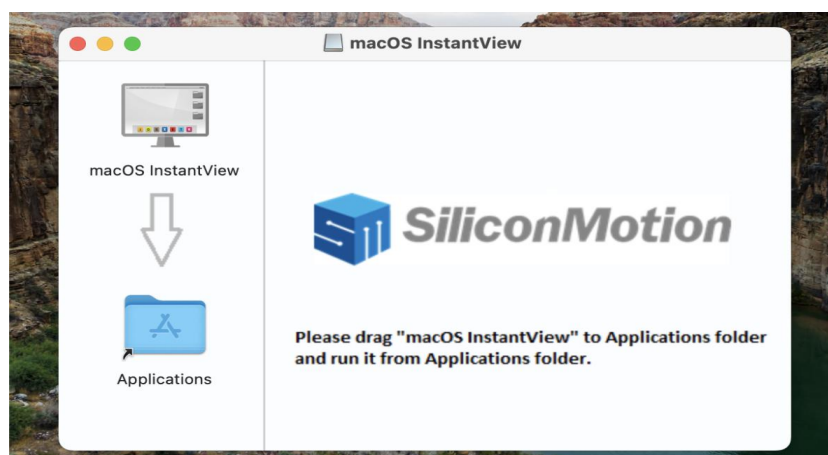 macOS InstantView
macOS InstantView
Applications
SM SiliconMotion
Please drag "macOS InstantView" to Applications folder
and run it from Applications folder.